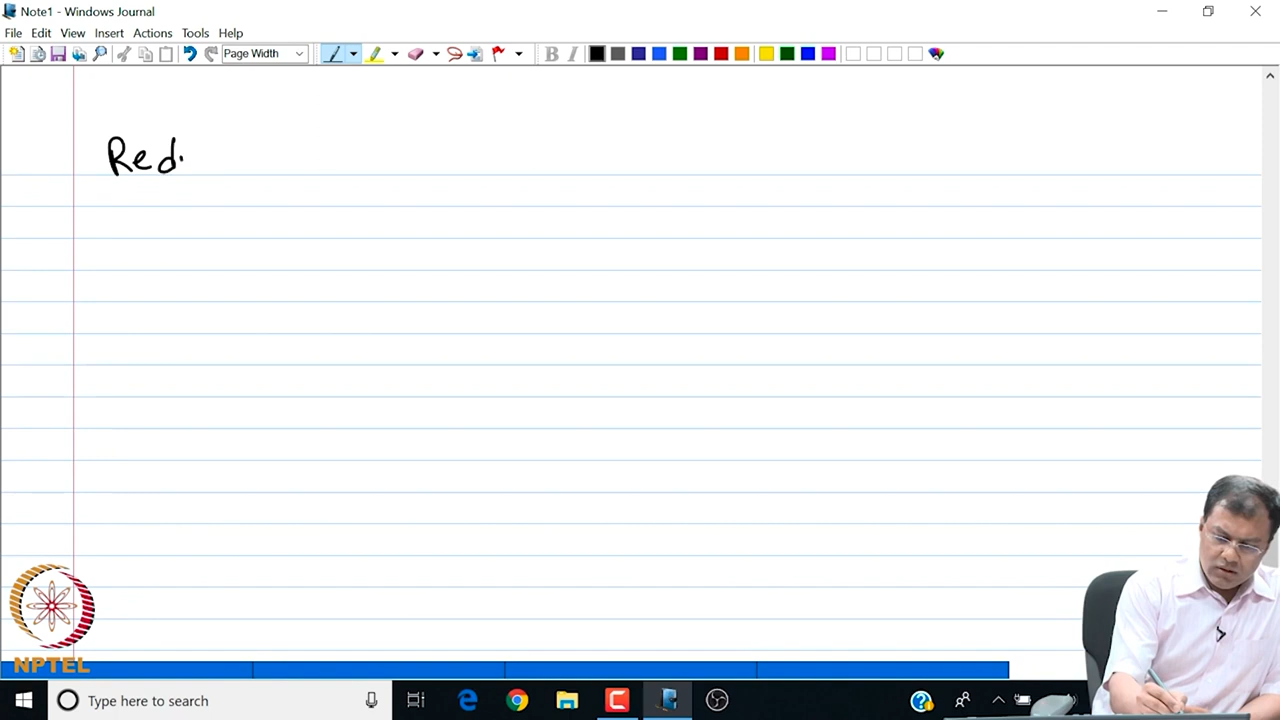 Note1 - Windows Journal
File Edit View Insert Actions Tools Help
Page Width B I
Red
NPTEL
Type here to search